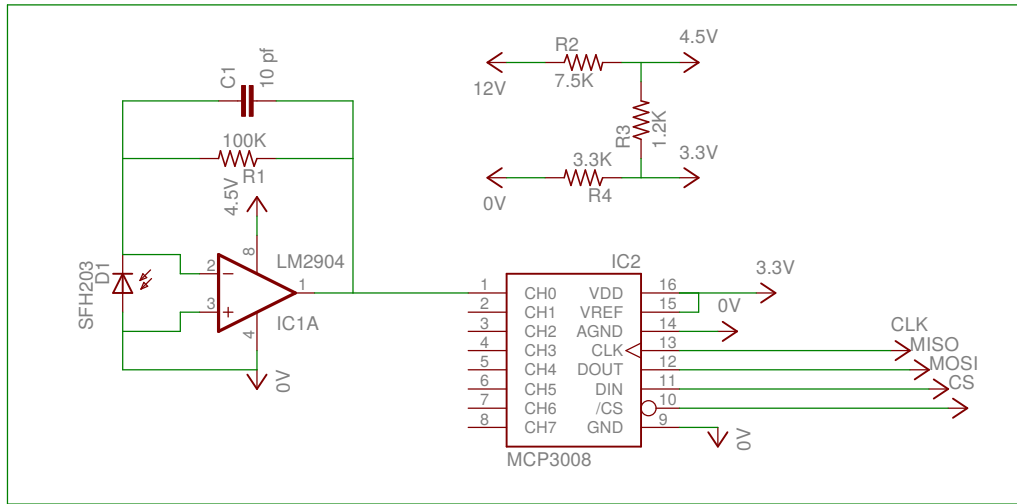 C1
10 pf
100K
R1
4.5V
8
LM2904
2
1
3
IC1A
4
0V
SFH203
D1
R2
7.5K
12V
4.5V
R3
1.2K
3.3K
R4
0V
3.3V
IC2
1 CH0 VDD 16
2 CH1 VREF 15
3 CH2 AGND 14
4 CH3 CLK 13
5 CH4 DOUT 12
6 CH5 DIN 11
7 CH6 /CS 10
8 CH7 GND 9
MCP3008
3.3V
0V
CLK
MISO
MOSI
CS
0V